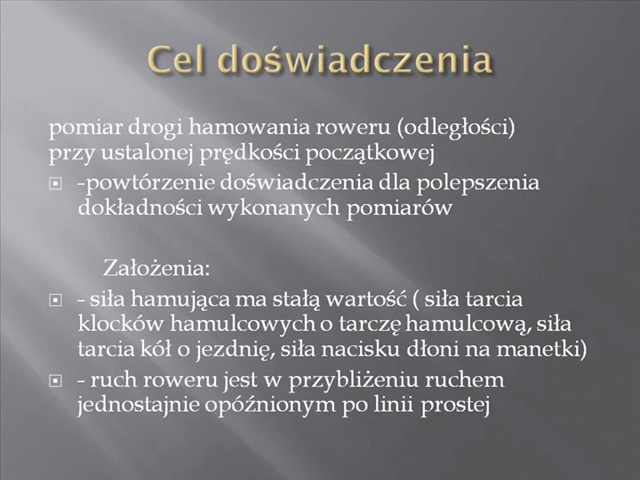 Cel doświadczenia
pomiar drogi hamowania roweru (odległości)
przy ustalonej prędkości początkowej
-powtórzenie doświadczenia dla polepszenia
dokładności wykonanych pomiarów
Założenia:
- siła hamująca ma stałą wartość ( siła tarcia
klocków hamulcowych o tarczę hamulcową, siła
tarcia kół o jezdnię, siła nacisku dłoni na manetki)
- ruch roweru jest w przybliżeniu ruchem
jednostajnie opóźnionym po linii prostej